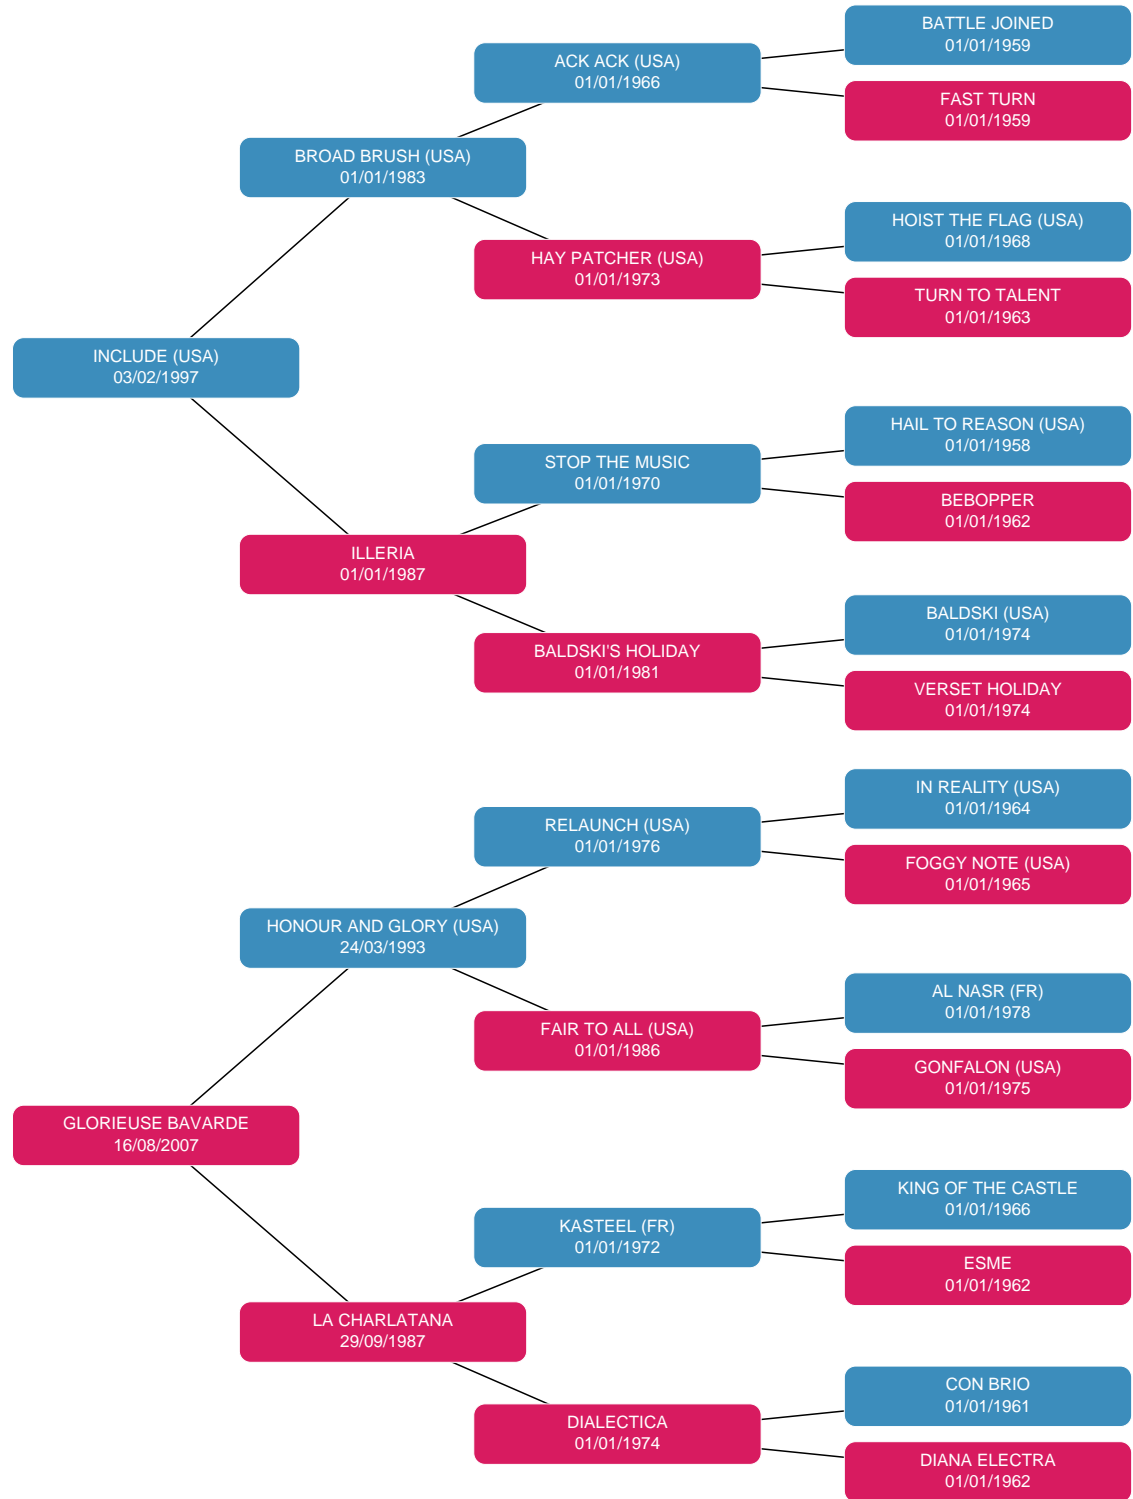 BATTLE JOINED
01/01/1959
ACK ACK (USA)
01/01/1966
FAST TURN
01/01/1959
BROAD BRUSH (USA)
01/01/1983
HOIST THE FLAG (USA)
01/01/1968
HAY PATCHER (USA)
01/01/1973
TURN TO TALENT
01/01/1963
INCLUDE (USA)
03/02/1997
HAIL TO REASON (USA)
01/01/1958
STOP THE MUSIC
01/01/1970
BEBOPPER
01/01/1962
ILLERIA
01/01/1987
BALDSKI (USA)
01/01/1974
BALDSKI'S HOLIDAY
01/01/1981
VERSET HOLIDAY
01/01/1974
IN REALITY (USA)
01/01/1964
RELAUNCH (USA)
01/01/1976
FOGGY NOTE (USA)
01/01/1965
HONOUR AND GLORY (USA)
24/03/1993
AL NASR (FR)
01/01/1978
FAIR TO ALL (USA)
01/01/1986
GONFALON (USA)
01/01/1975
GLORIEUSE BAVARDE
16/08/2007
KING OF THE CASTLE
01/01/1966
KASTEEL (FR)
01/01/1972
ESME
01/01/1962
LA CHARLATANA
29/09/1987
CON BRIO
01/01/1961
DIALECTICA
01/01/1974
DIANA ELECTRA
01/01/1962